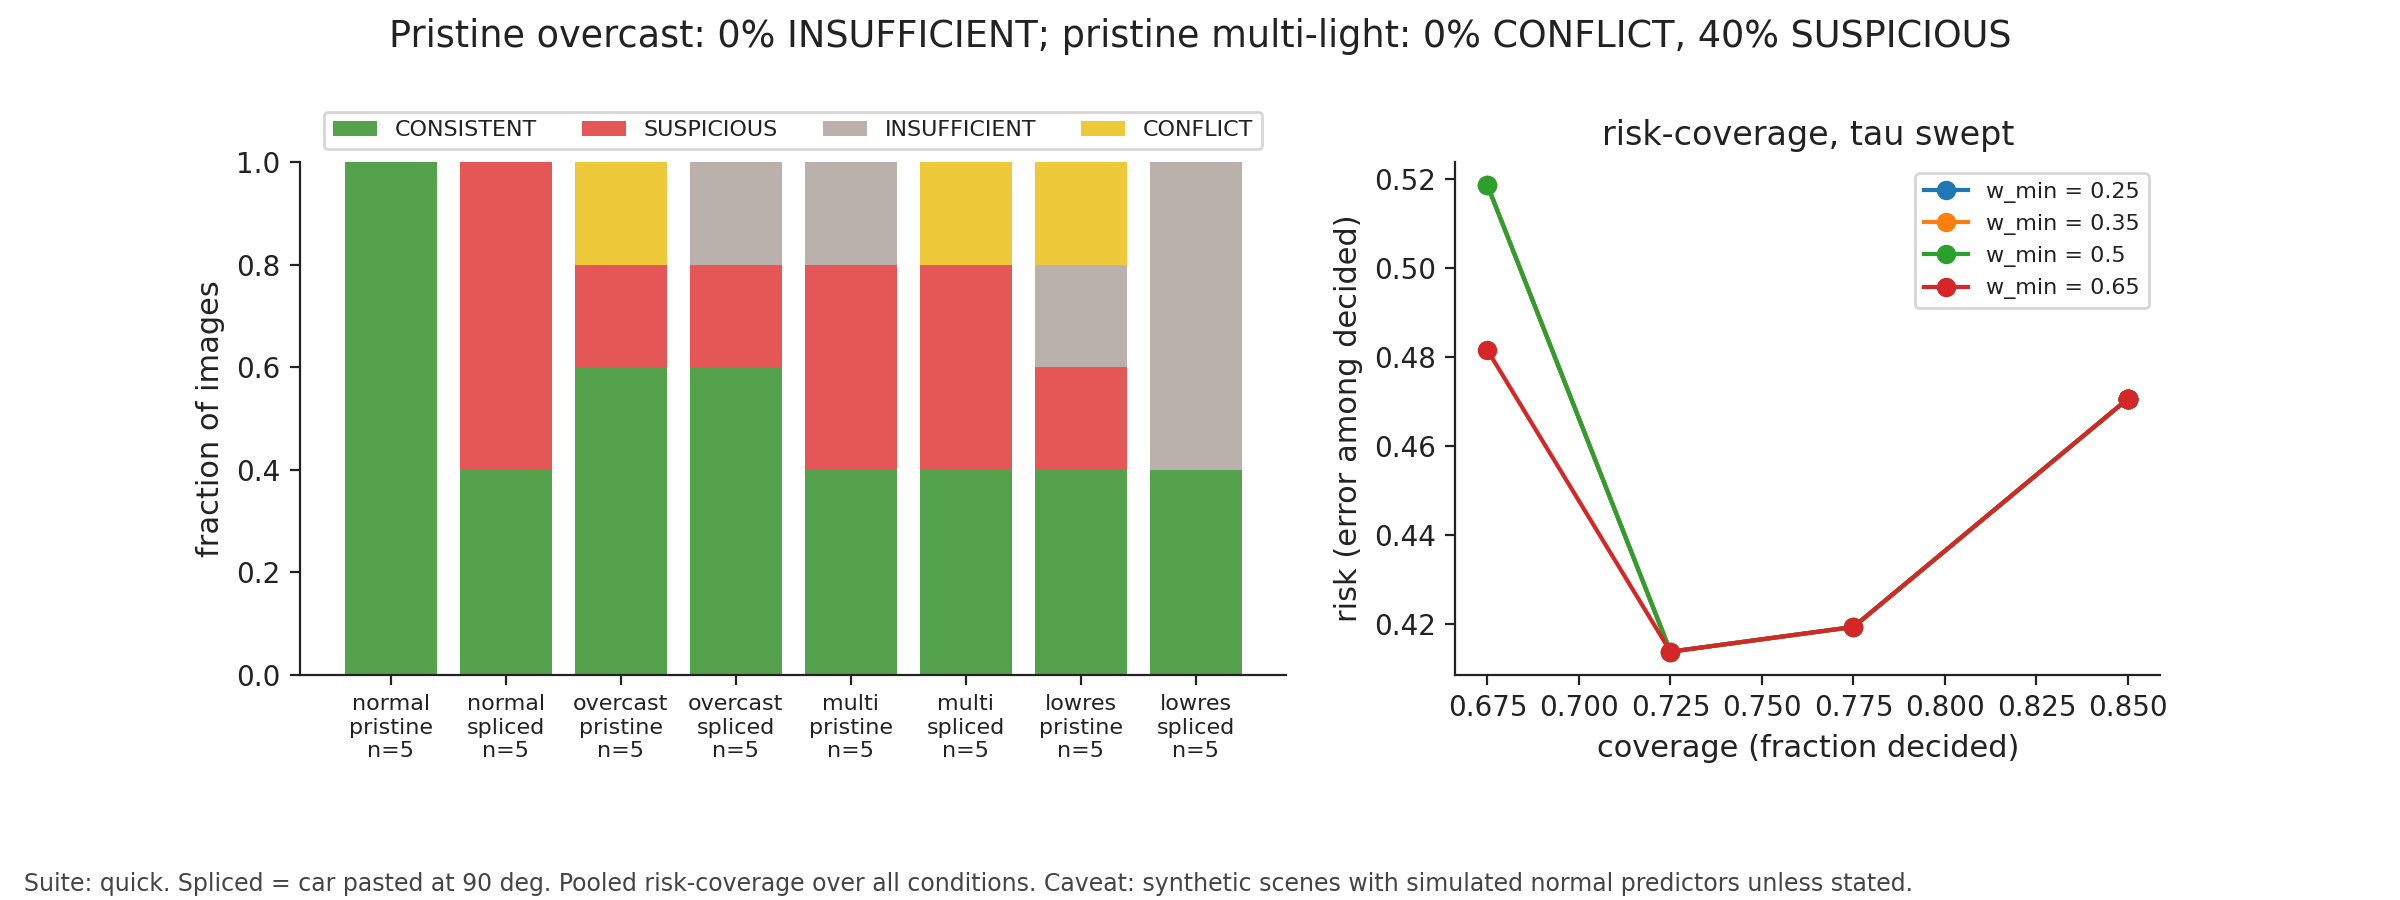 Pristine overcast: 0% INSUFFICIENT; pristine multi-light: 0% CONFLICT, 40% SUSPICIOUS
CONSISTENT SUSPICIOUS INSUFFICIENT CONFLICT
fraction of images
1.0
0.8
0.6
0.4
0.2
0.0
normal pristine n=5
normal spliced n=5
overcast pristine n=5
overcast spliced n=5
multi pristine n=5
multi spliced n=5
lowres pristine n=5
lowres spliced n=5
risk-coverage, tau swept
w_min = 0.25
w_min = 0.35
w_min = 0.5
w_min = 0.65
risk (error among decided)
0.52
0.50
0.48
0.46
0.44
0.42
0.675 0.700 0.725 0.750 0.775 0.800 0.825 0.850
coverage (fraction decided)
Suite: quick. Spliced = car pasted at 90 deg. Pooled risk-coverage over all conditions. Caveat: synthetic scenes with simulated normal predictors unless stated.